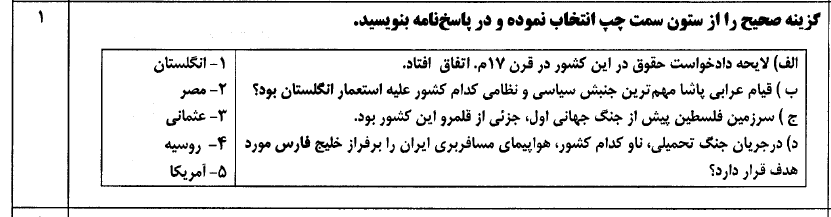 ۱
گزینه صحیح را از ستون سمت چپ انتخاب نموده و در پاسخ‌نامه بنویسید.
الف) لایحه دادخواست حقوق در این کشور در قرن ۱۷م. اتفاق افتاد.
ب ) قیام عرابی پاشا مهم‌ترین جنبش سیاسی و نظامی کدام کشور علیه استعمار انگلستان بود؟
ج ) سرزمین فلسطین پیش از جنگ جهانی اول، جزئی از قلمرو این کشور بود.
د) درجریان جنگ تحمیلی، ناو کدام کشور، هواپیمای مسافربری ایران را برفراز خلیج فارس مورد
هدف قرار دارد؟
۱- انگلستان
۲- مصر
۳- عثمانی
۴- روسیه
۵- آمریکا